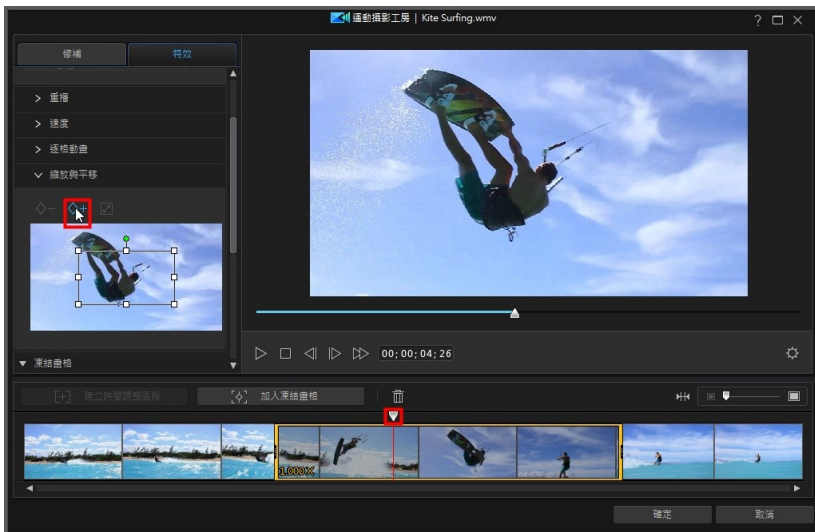 運動攝影工房 | Kite Surfing.wmv
修補
特效
重播
速度
逐格動畫
縮放與平移
凍結畫格
00; 00; 04; 26
[+] 建立時間調整區段
加入凍結畫格
1.000X
確定
取消